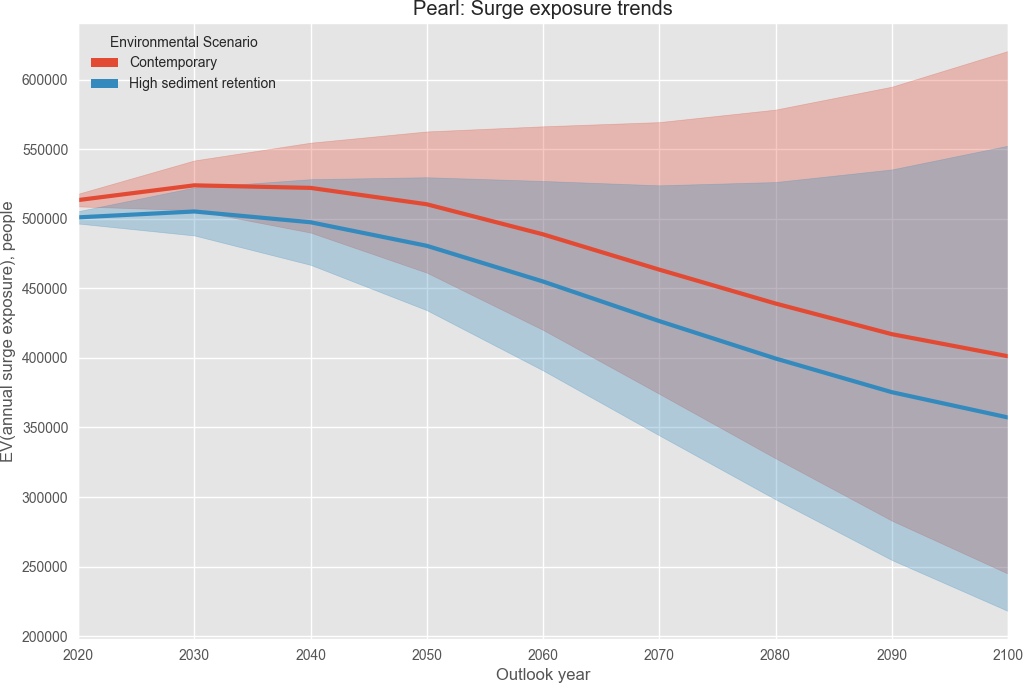 Pearl: Surge exposure trends
Environmental Scenario
Contemporary
High sediment retention
EV(annual surge exposure), people
600000
550000
500000
450000
400000
350000
300000
250000
200000
2020 2030 2040 2050 2060 2070 2080 2090 2100
Outlook year